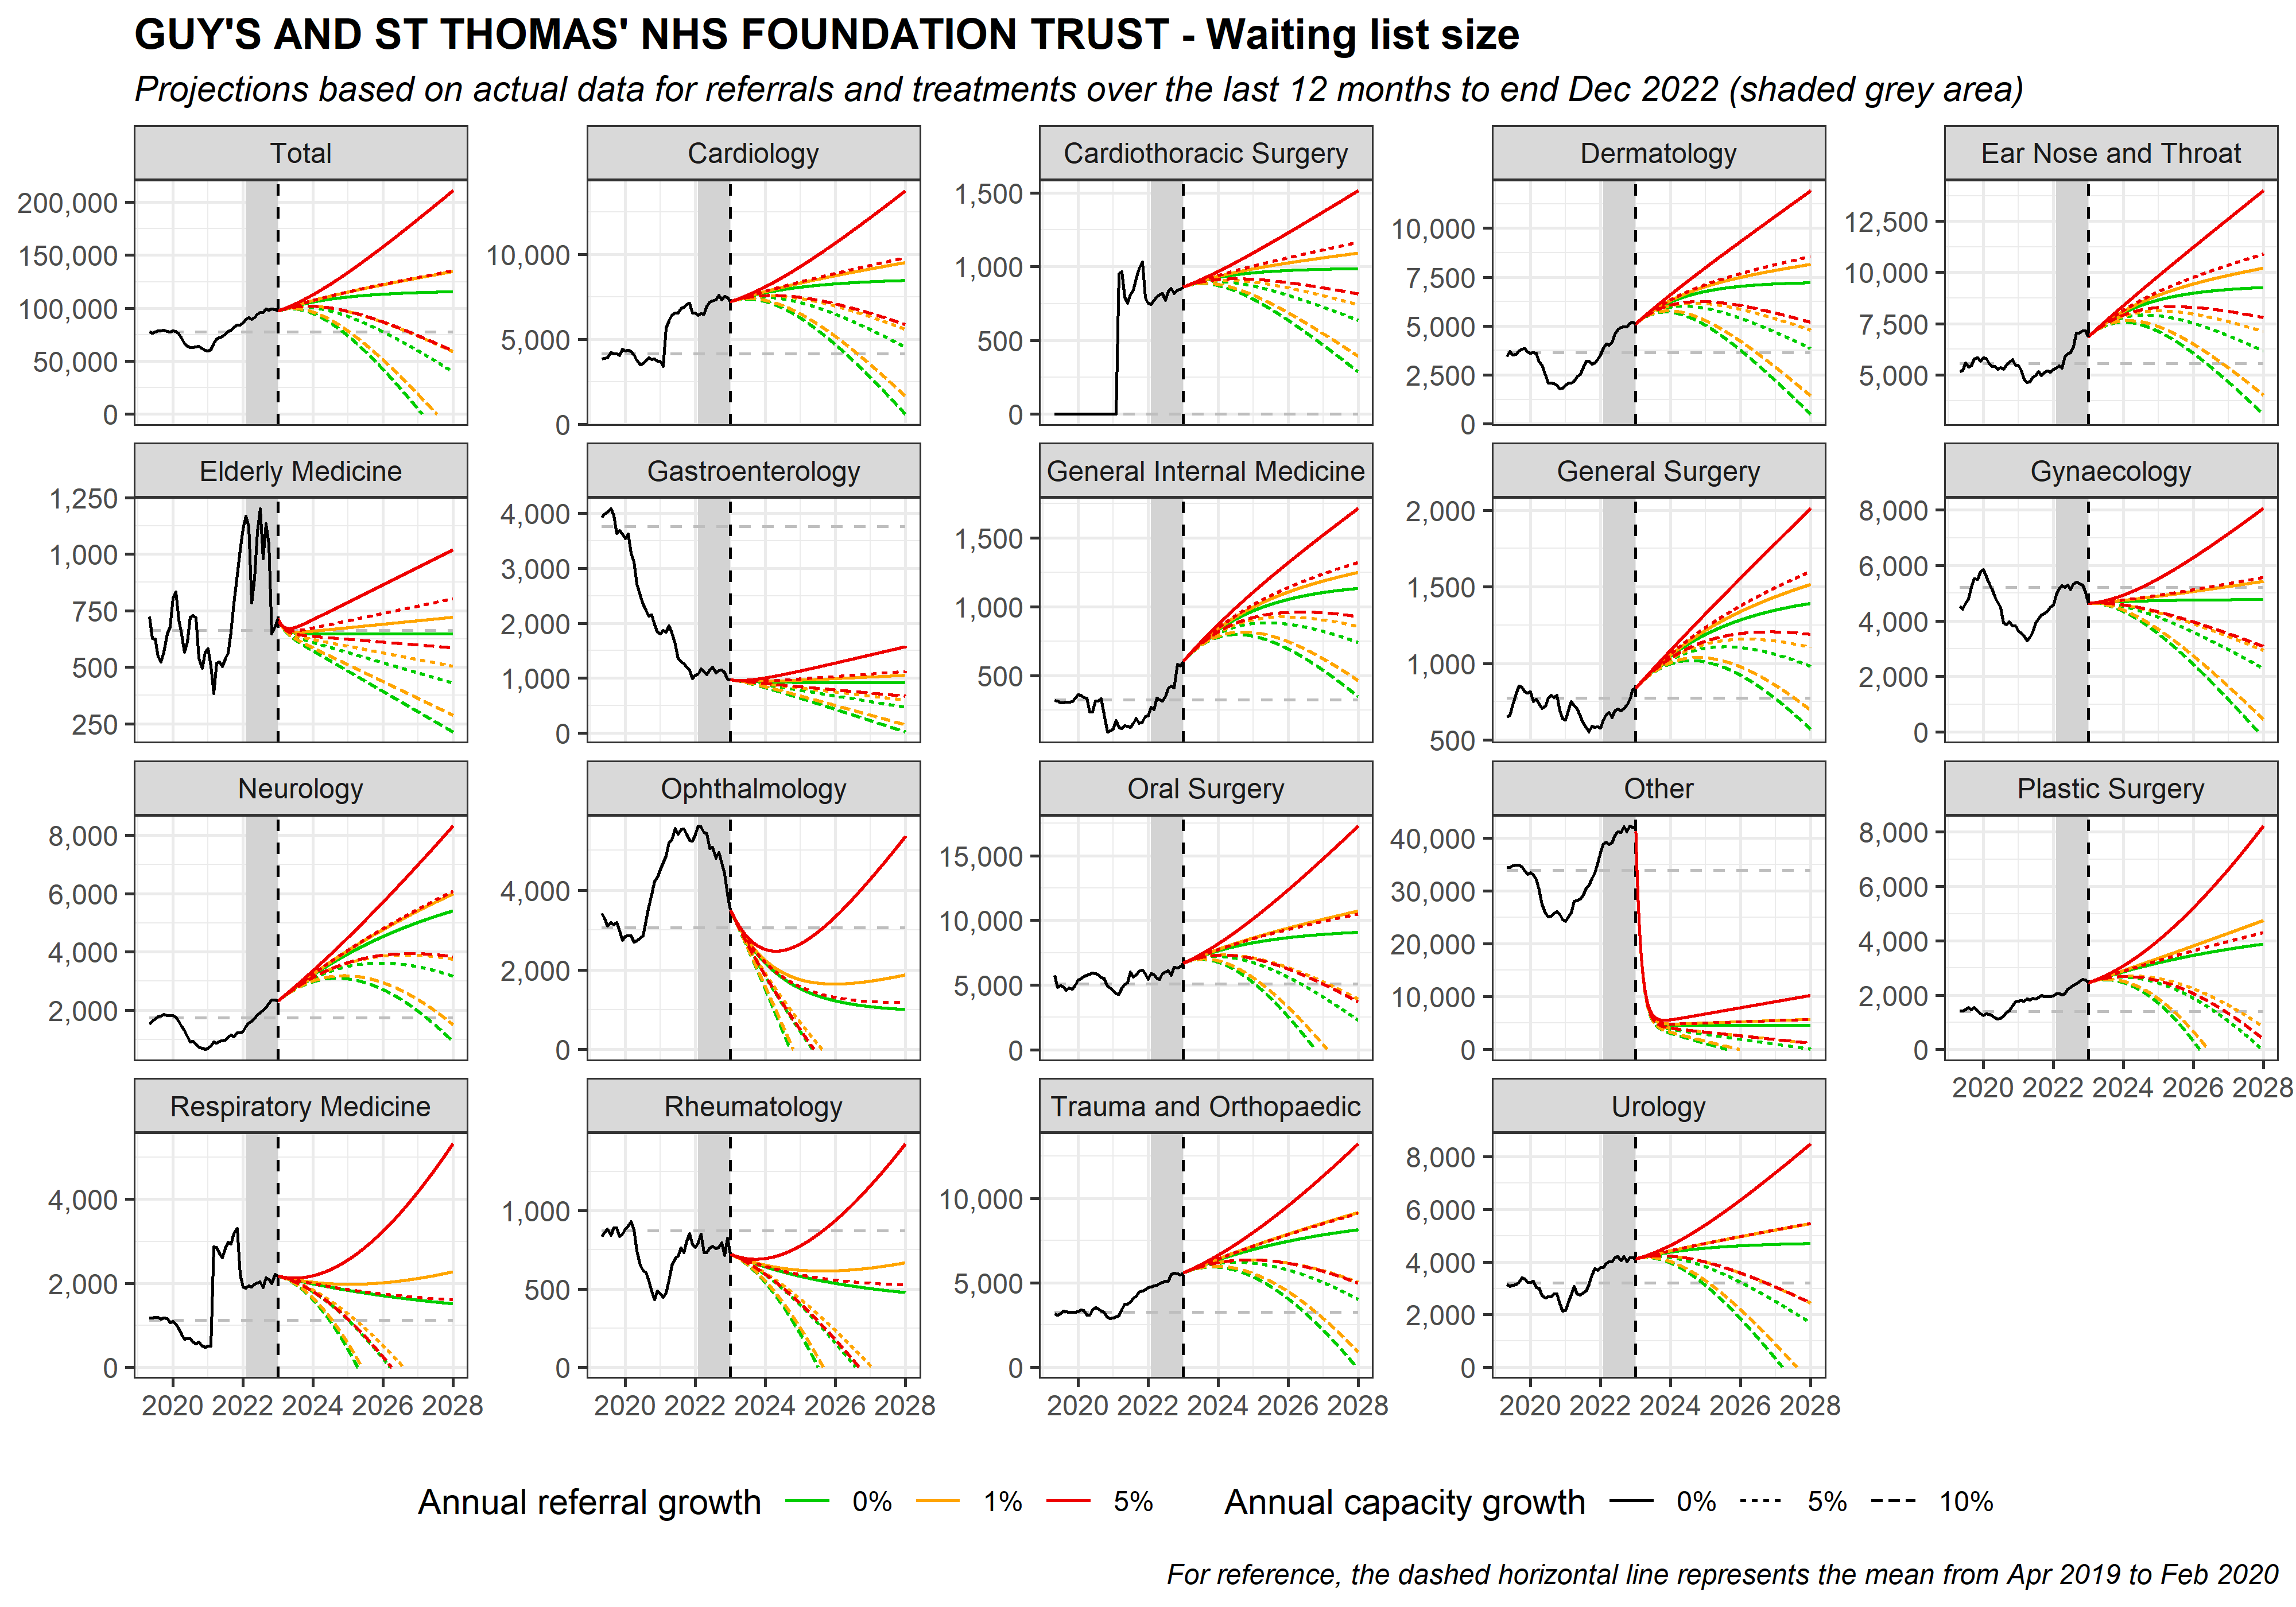 GUY'S AND ST THOMAS' NHS FOUNDATION TRUST - Waiting list size
Projections based on actual data for referrals and treatments over the last 12 months to end Dec 2022 (shaded grey area)
Total
200,000
150,000
100,000
50,000
0
Cardiology
10,000
5,000
0
Cardiothoracic Surgery
1,500
1,000
500
0
Dermatology
10,000
7,500
5,000
2,500
0
Ear Nose and Throat
12,500
10,000
7,500
5,000
Elderly Medicine
1,250
1,000
750
500
250
Gastroenterology
4,000
3,000
2,000
1,000
0
General Internal Medicine
1,500
1,000
500
General Surgery
2,000
1,500
1,000
500
Gynaecology
8,000
6,000
4,000
2,000
0
Neurology
8,000
6,000
4,000
2,000
Ophthalmology
4,000
2,000
0
Oral Surgery
15,000
10,000
5,000
0
Other
40,000
30,000
20,000
10,000
0
Plastic Surgery
8,000
6,000
4,000
2,000
0
2020 2022 2024 2026 2028
Respiratory Medicine
4,000
2,000
0
2020 2022 2024 2026 2028
Rheumatology
1,000
500
0
2020 2022 2024 2026 2028
Trauma and Orthopaedic
10,000
5,000
0
2020 2022 2024 2026 2028
Urology
8,000
6,000
4,000
2,000
0
2020 2022 2024 2026 2028
Annual referral growth 0% 1% 5% Annual capacity growth 0% 5% 10%
For reference, the dashed horizontal line represents the mean from Apr 2019 to Feb 2020